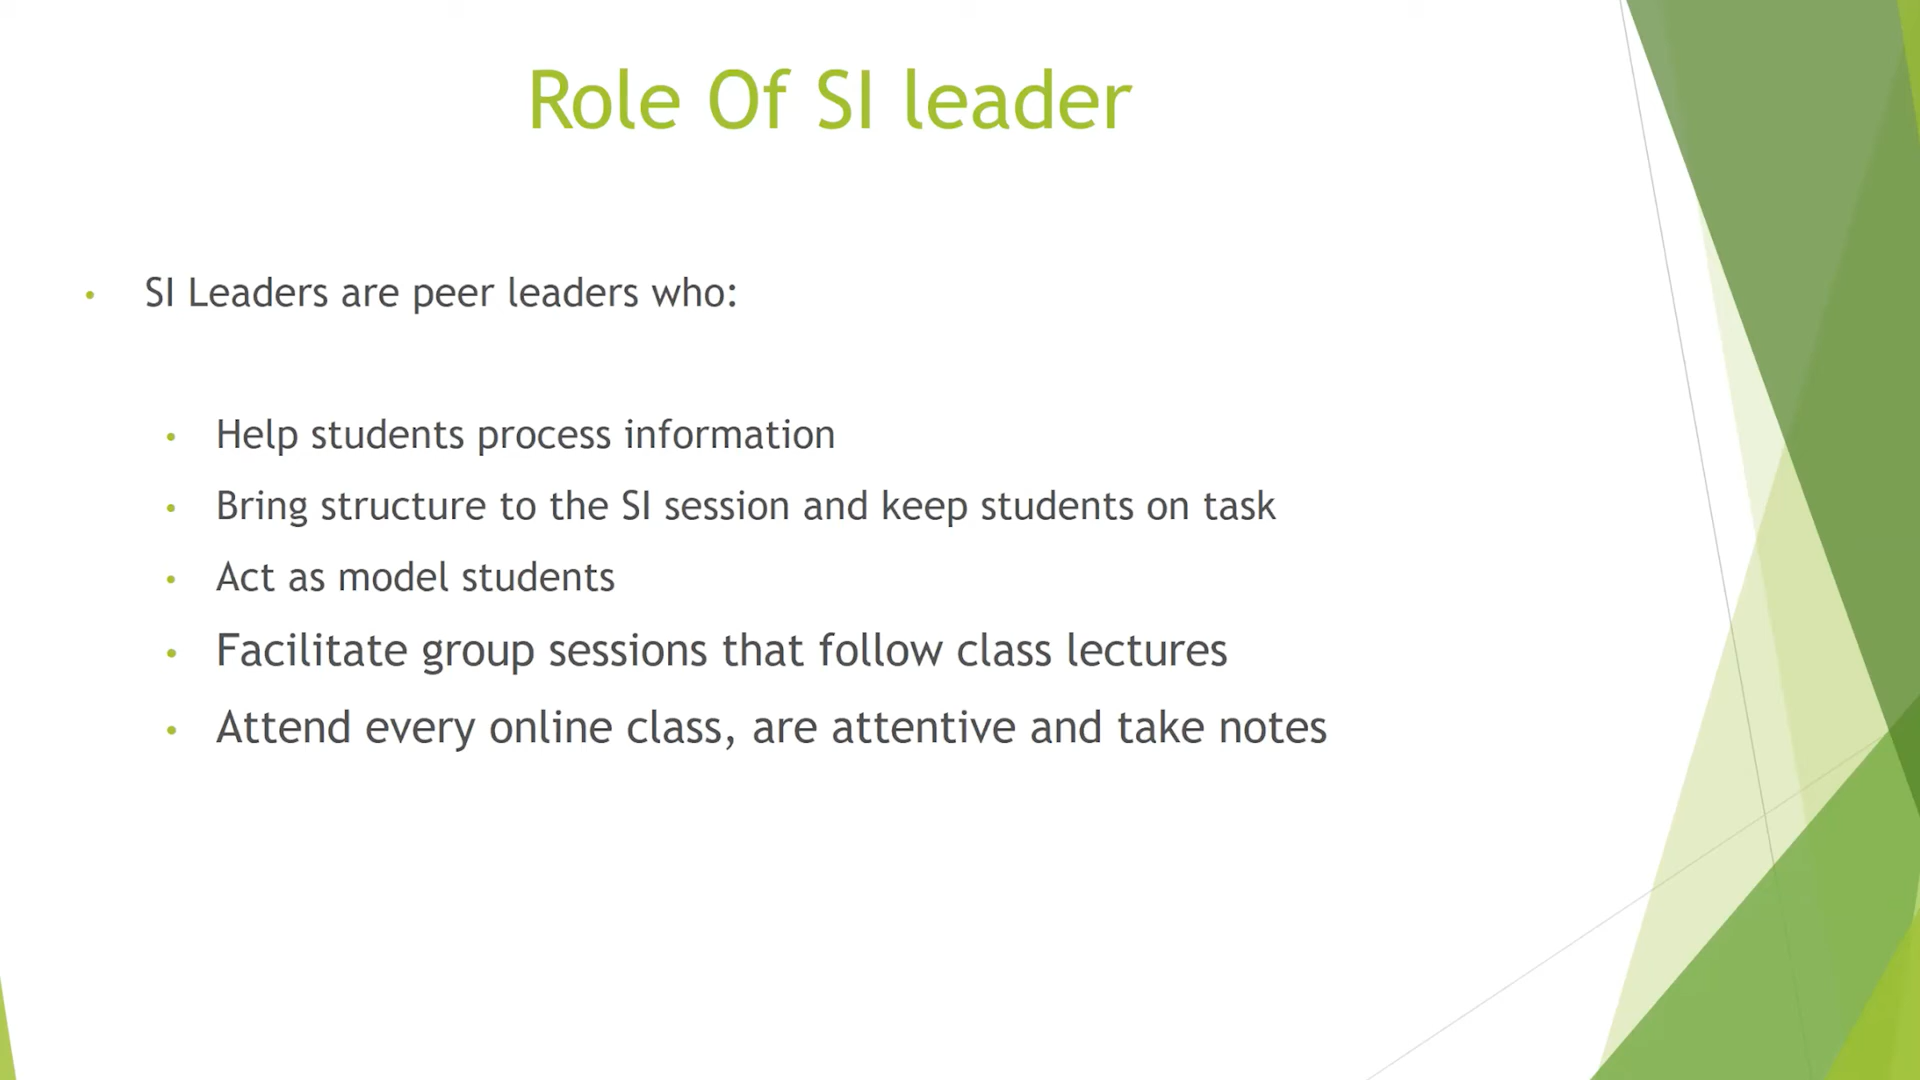 Role Of SI leader
• SI Leaders are peer leaders who:
• Help students process information
• Bring structure to the SI session and keep students on task
• Act as model students
• Facilitate group sessions that follow class lectures
• Attend every online class, are attentive and take notes